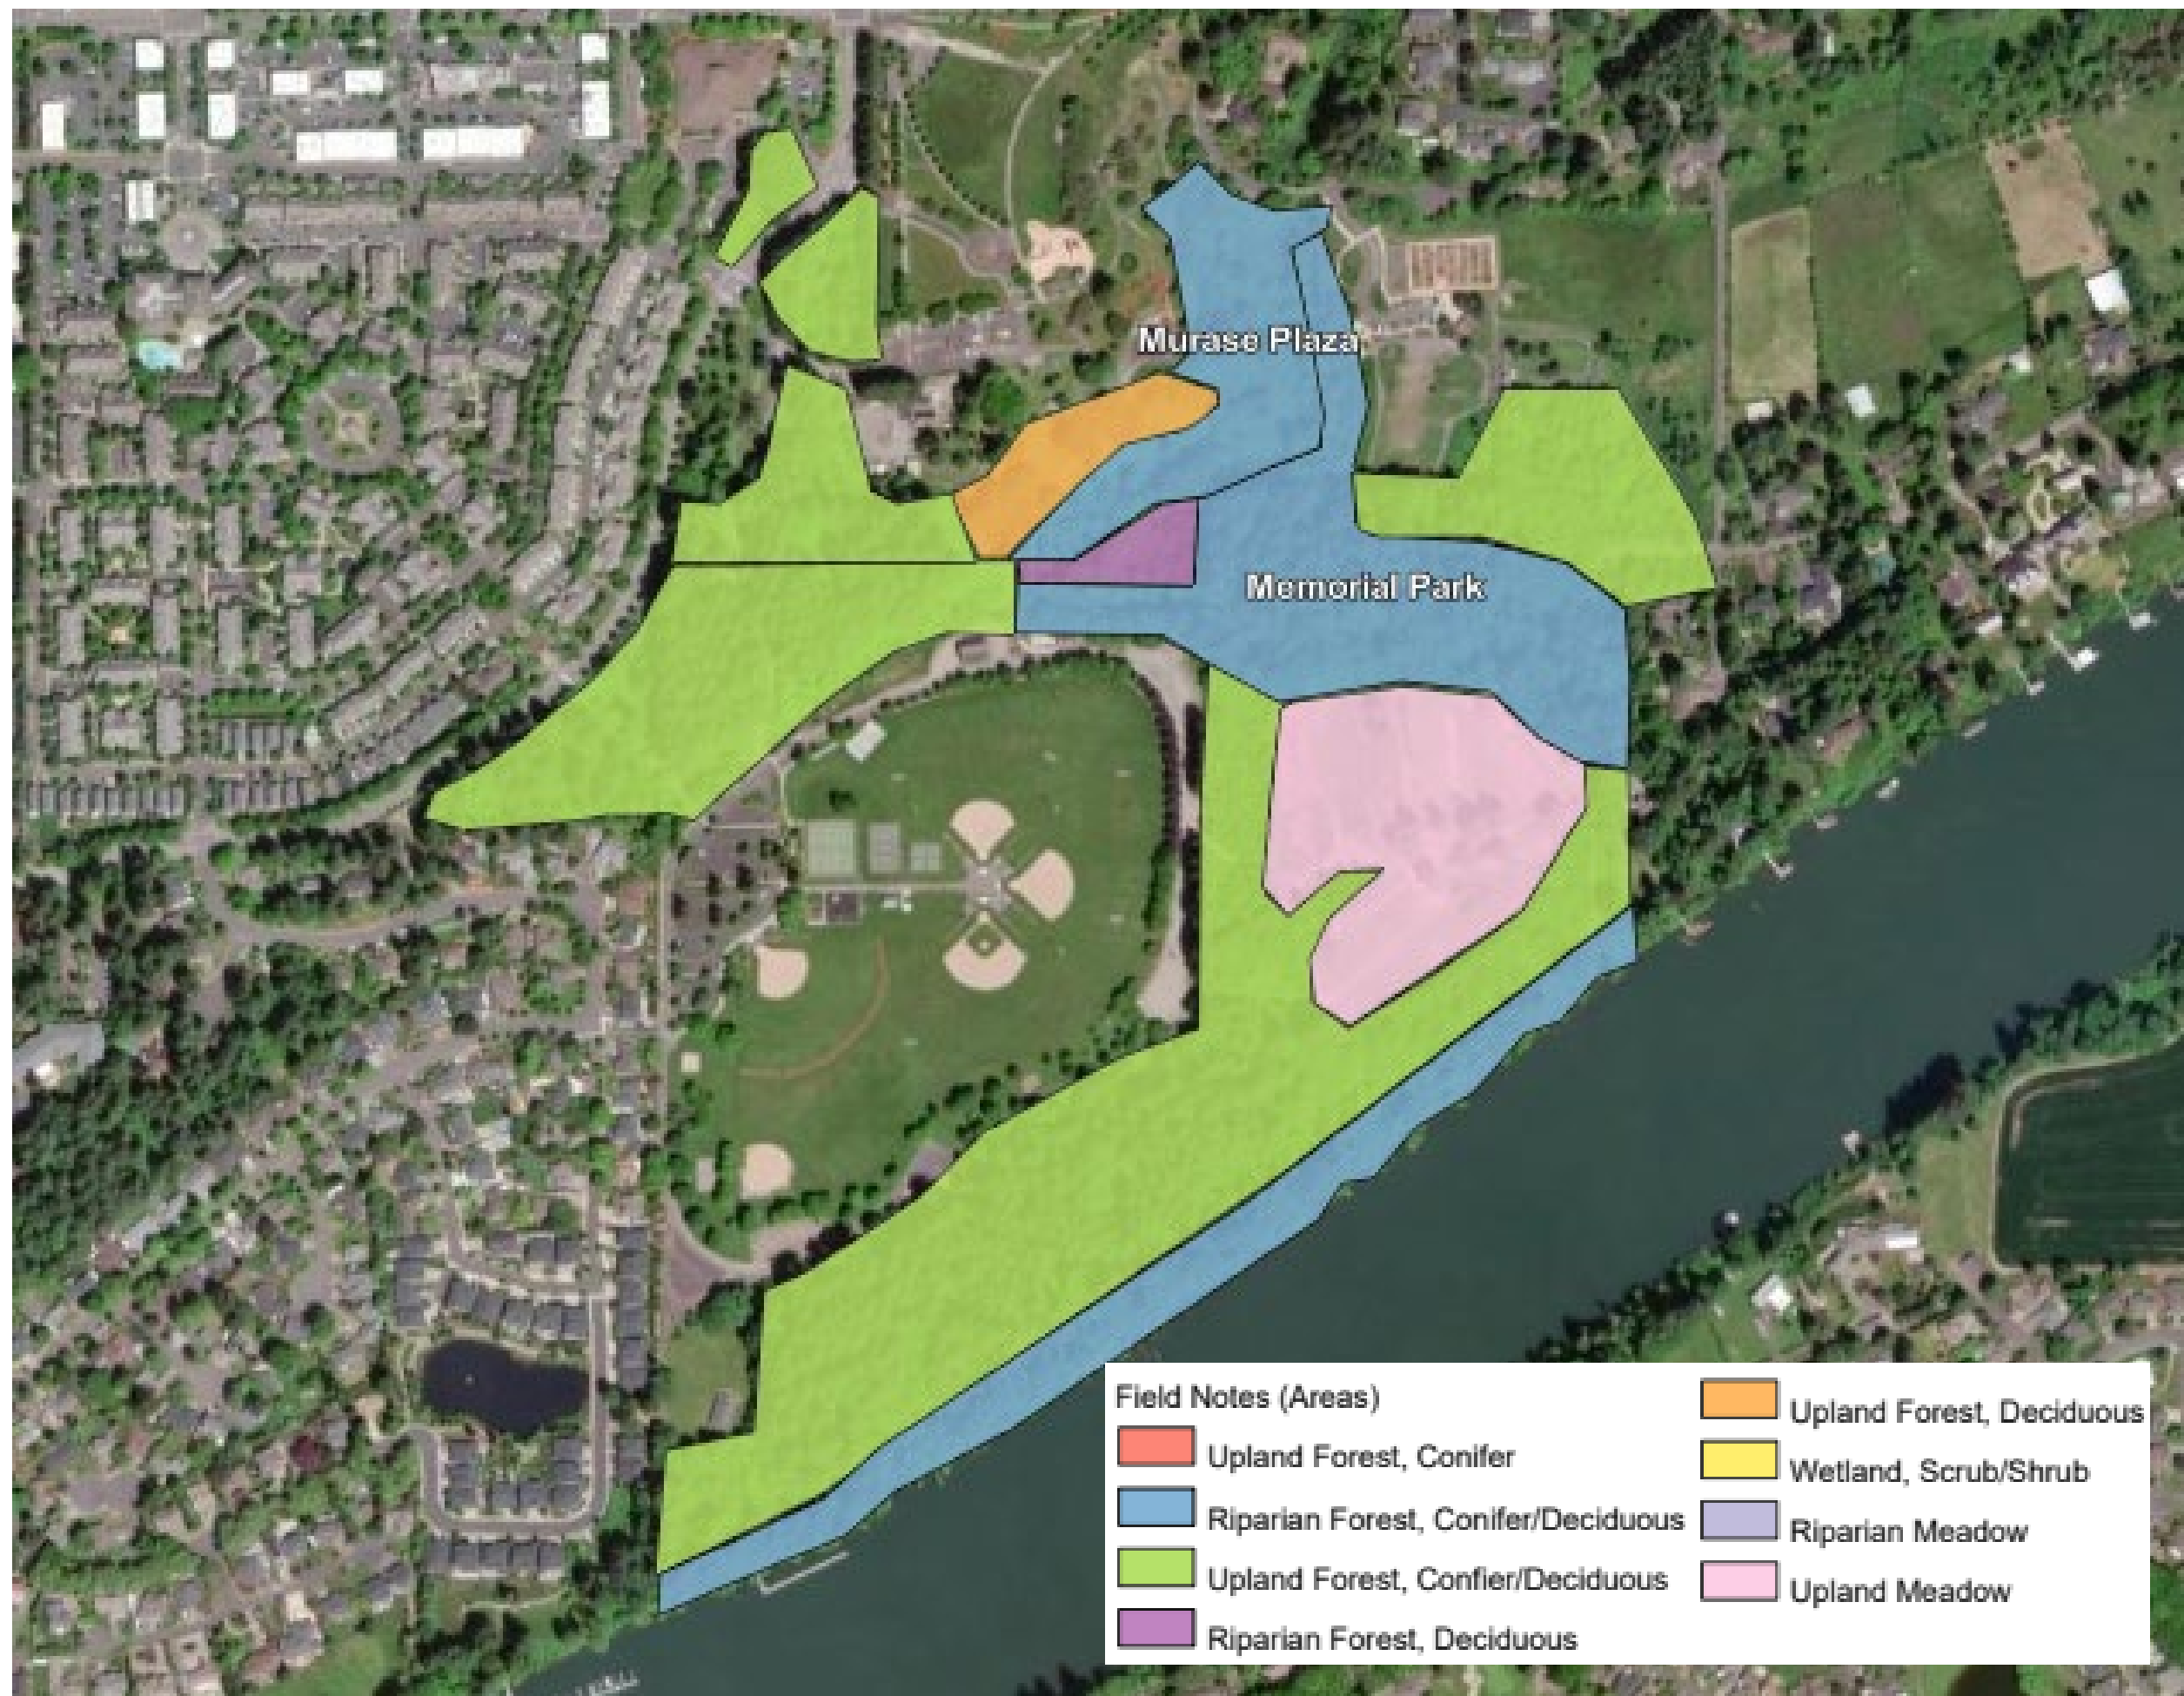 Murase Plaza
Memorial Park
Field Notes (Areas)
Upland Forest, Conifer
Riparian Forest, Conifer/Deciduous
Upland Forest, Confier/Deciduous
Riparian Forest, Deciduous
Upland Forest, Deciduous
Wetland, Scrub/Shrub
Riparian Meadow
Upland Meadow